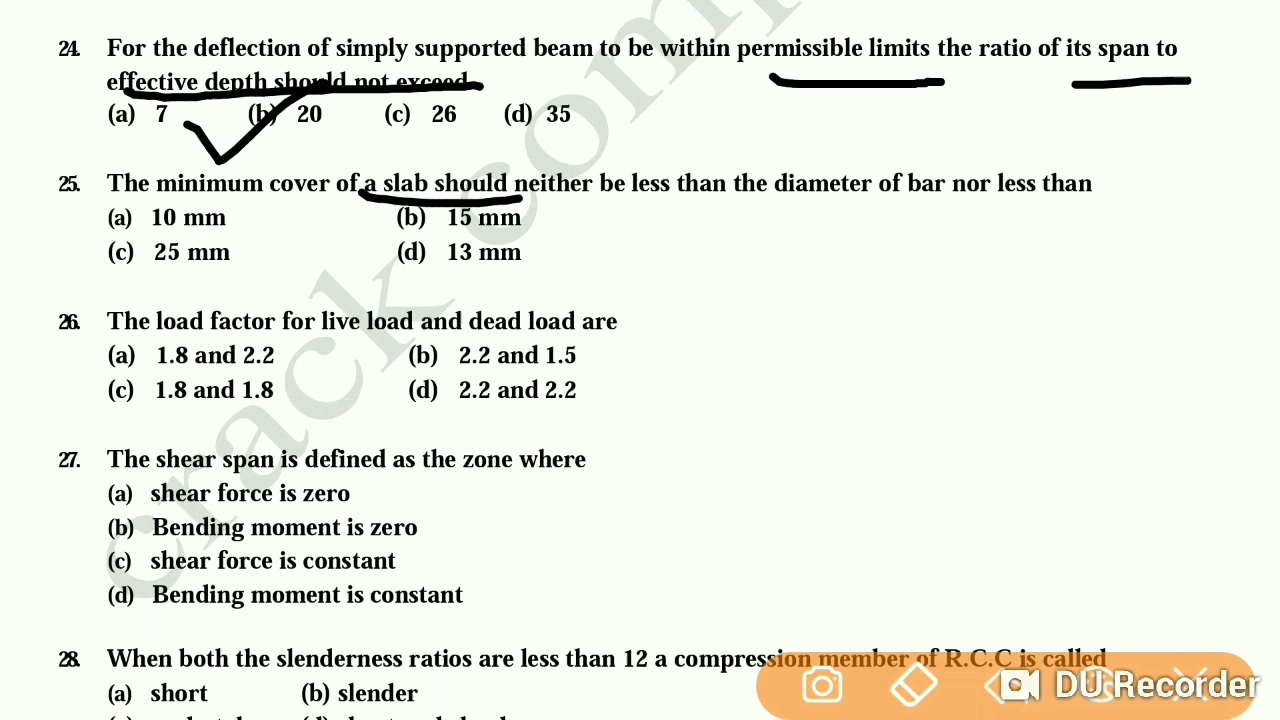 24. For the deflection of simply supported beam to be within permissible limits the ratio of its span to
effective depth should not exceed
(a) 7 (b) 20 (c) 26 (d) 35
25. The minimum cover of a slab should neither be less than the diameter of bar nor less than
(a) 10 mm (b) 15 mm
(c) 25 mm (d) 13 mm
26. The load factor for live load and dead load are
(a) 1.8 and 2.2 (b) 2.2 and 1.5
(c) 1.8 and 1.8 (d) 2.2 and 2.2
27. The shear span is defined as the zone where
(a) shear force is zero
(b) Bending moment is zero
(c) shear force is constant
(d) Bending moment is constant
28. When both the slenderness ratios are less than 12 a compression member of R.C.C is called
(a) short (b) slender
crack com
DU Recorder